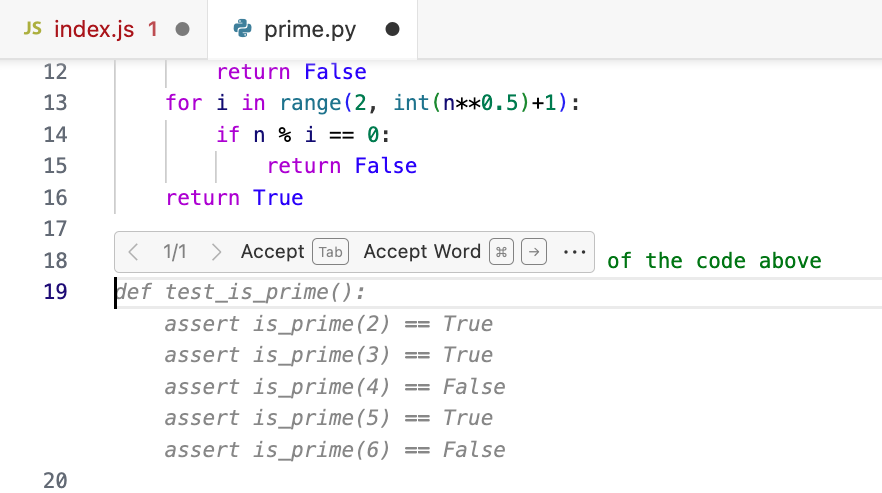 JS index.js 1 ● prime.py ●
12 return False
13 for i in range(2, int(n**0.5)+1):
14 if n % i == 0:
15 return False
16 return True
17
< 1/1 > Accept Tab Accept Word ⌘ → ···
18 of the code above
19 def test_is_prime():
assert is_prime(2) == True
assert is_prime(3) == True
assert is_prime(4) == False
assert is_prime(5) == True
assert is_prime(6) == False
20